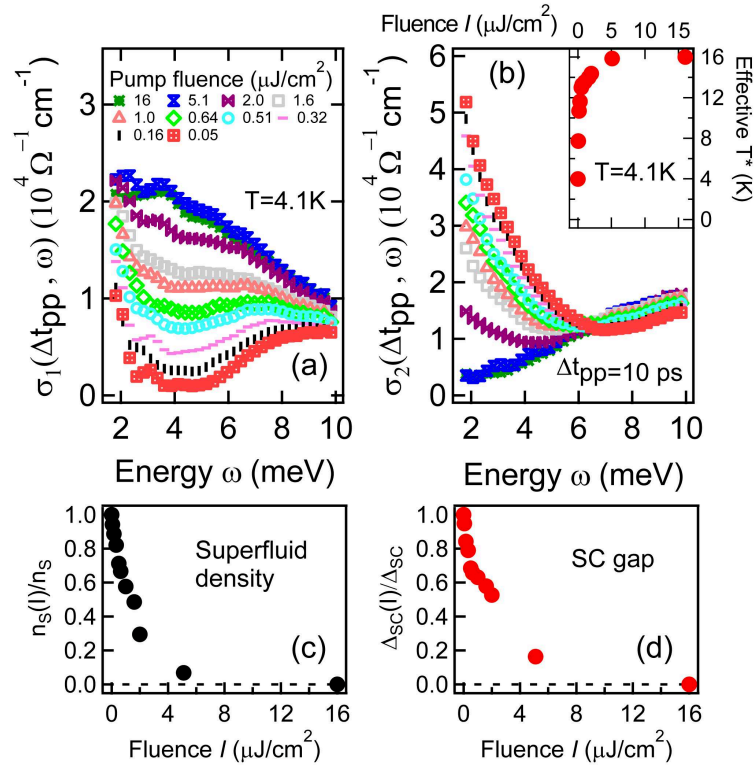 Fluence I (μJ/cm²)
0 5 10 15
3
2
1
0
σ₁(Δtpp, ω) (10⁴ Ω⁻¹ cm⁻¹)
Pump fluence (μJ/cm²)
16 5.1 2.0 1.6
1.0 0.64 0.51 0.32
0.16 0.05
T=4.1K
(a)
2 4 6 8 10
Energy ω (meV)
6
5
4
3
2
1
0
σ₂(Δtpp, ω) (10⁴ Ω⁻¹ cm⁻¹)
(b)
T=4.1K
16
12
8
4
0
Effective T* (K)
Δtpp=10 ps
2 4 6 8 10
Energy ω (meV)
1.0
0.8
0.6
0.4
0.2
0.0
nS(I)/nS
Superfluid
density
(c)
0 4 8 12 16
Fluence I (μJ/cm²)
1.0
0.8
0.6
0.4
0.2
0.0
ΔSC(I)/ΔSC
SC gap
(d)
0 4 8 12 16
Fluence I (μJ/cm²)